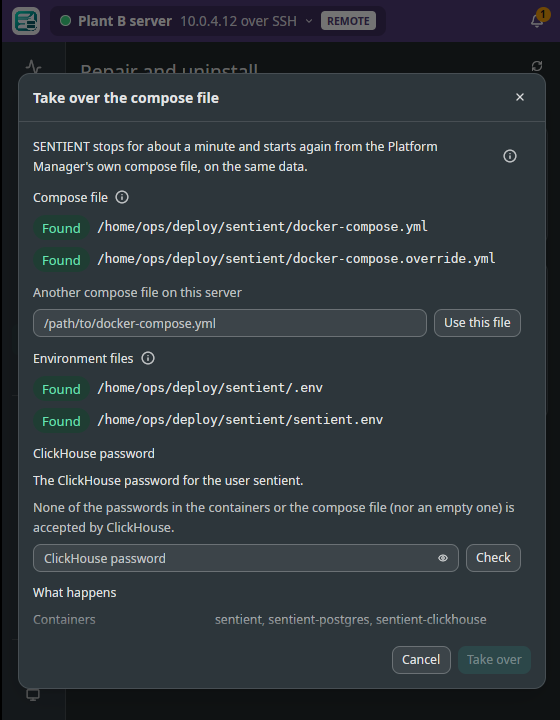 Plant B server 10.0.4.12 over SSH REMOTE
1
Repair and uninstall
Take over the compose file
SENTIENT stops for about a minute and starts again from the Platform
Manager's own compose file, on the same data.
Compose file
Found /home/ops/deploy/sentient/docker-compose.yml
Found /home/ops/deploy/sentient/docker-compose.override.yml
Another compose file on this server
/path/to/docker-compose.yml Use this file
Environment files
Found /home/ops/deploy/sentient/.env
Found /home/ops/deploy/sentient/sentient.env
ClickHouse password
The ClickHouse password for the user sentient.
None of the passwords in the containers or the compose file (nor an empty one) is
accepted by ClickHouse.
ClickHouse password Check
What happens
Containers sentient, sentient-postgres, sentient-clickhouse
Cancel Take over